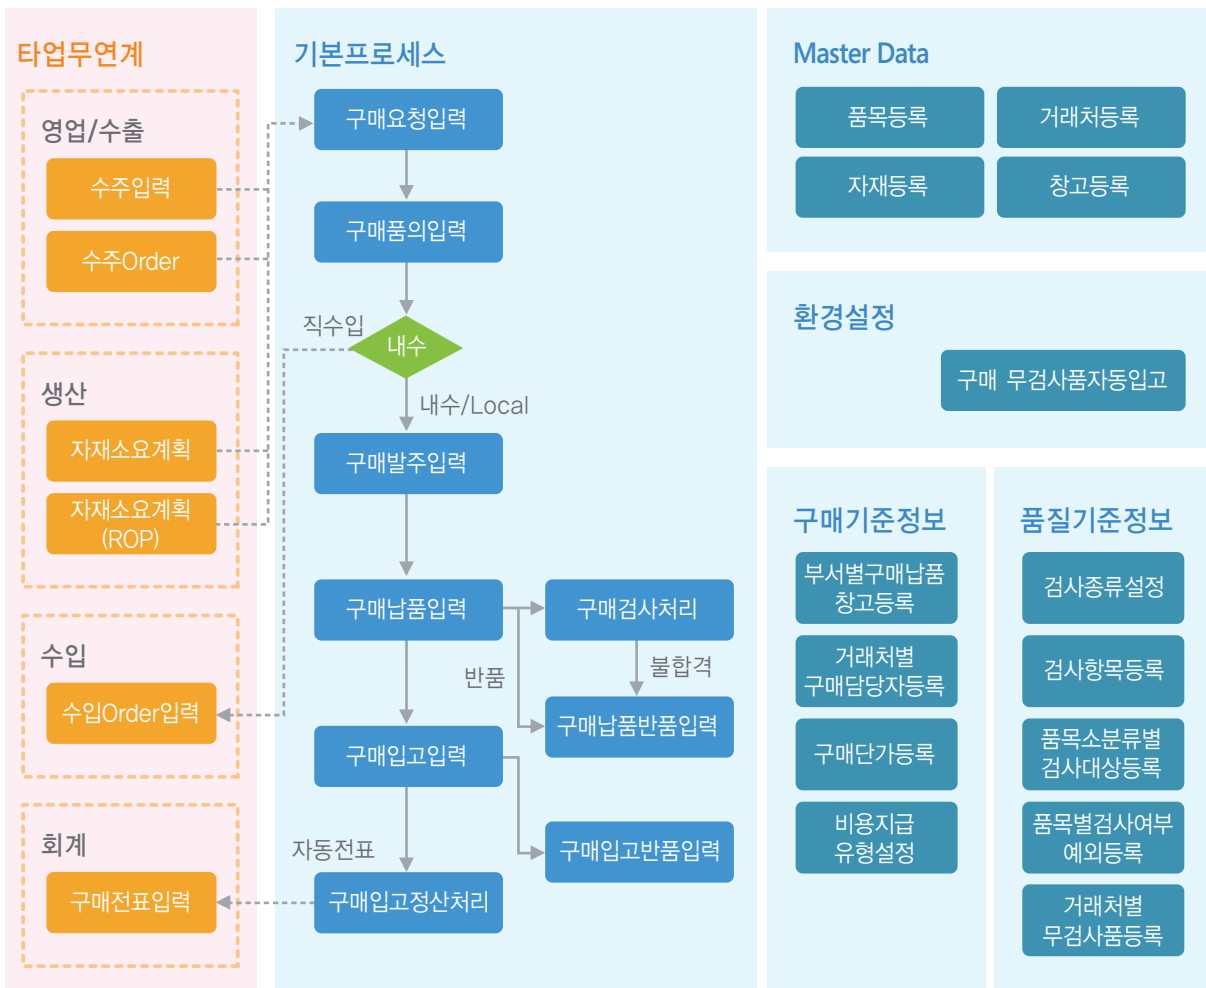 타업무연계
영업/수출
수주입력
수주Order
생산
자재소요계획
자재소요계획
(ROP)
수입
수입Order입력
회계
구매전표입력
기본프로세스
구매요청입력
구매품의입력
직수입
내수
내수/Local
구매발주입력
구매납품입력
구매검사처리
반품
불합격
구매납품반품입력
구매입고입력
구매입고반품입력
자동전표
구매입고정산처리
Master Data
품목등록
거래처등록
자재등록
창고등록
환경설정
구매 무검사품자동입고
구매기준정보
부서별구매납품
창고등록
거래처별
구매담당자등록
구매단가등록
비용지급
유형설정
품질기준정보
검사종류설정
검사항목등록
품목소분류별
검사대상등록
품목별검사여부
예외등록
거래처별
무검사품등록